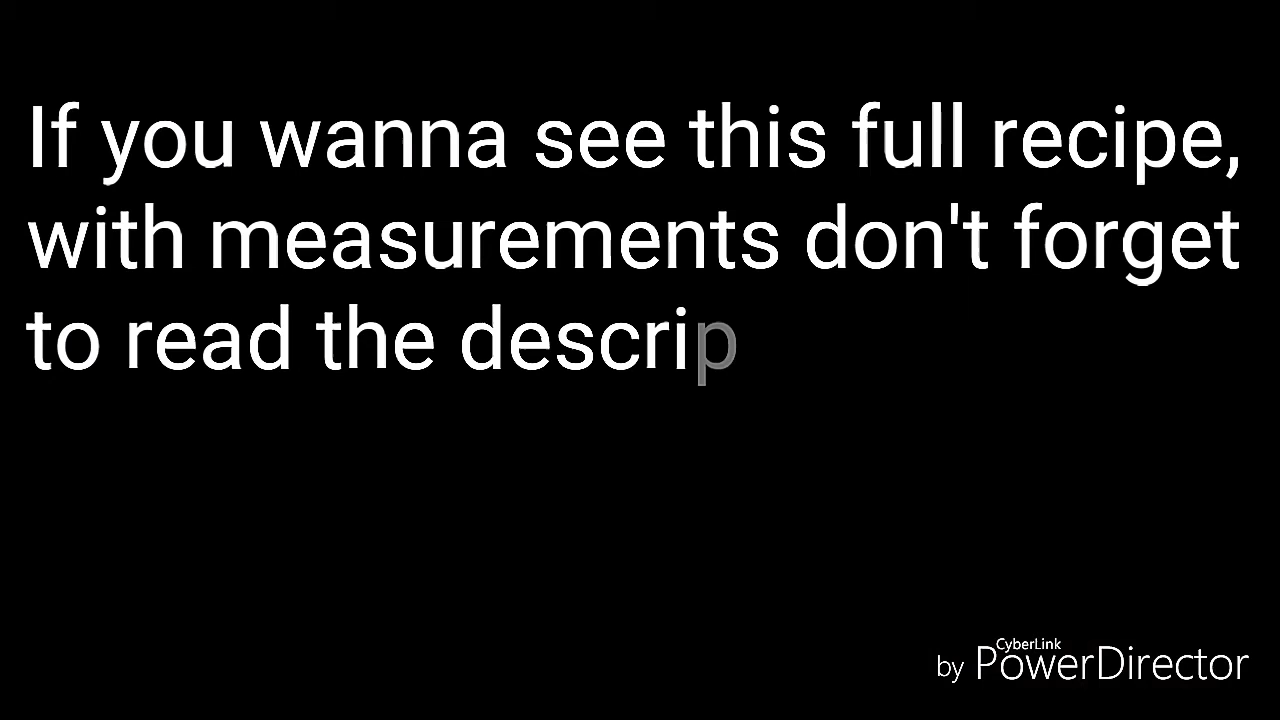 If you wanna see this full recipe,
with measurements don't forget
to read the descrip
CyberLink
by PowerDirector